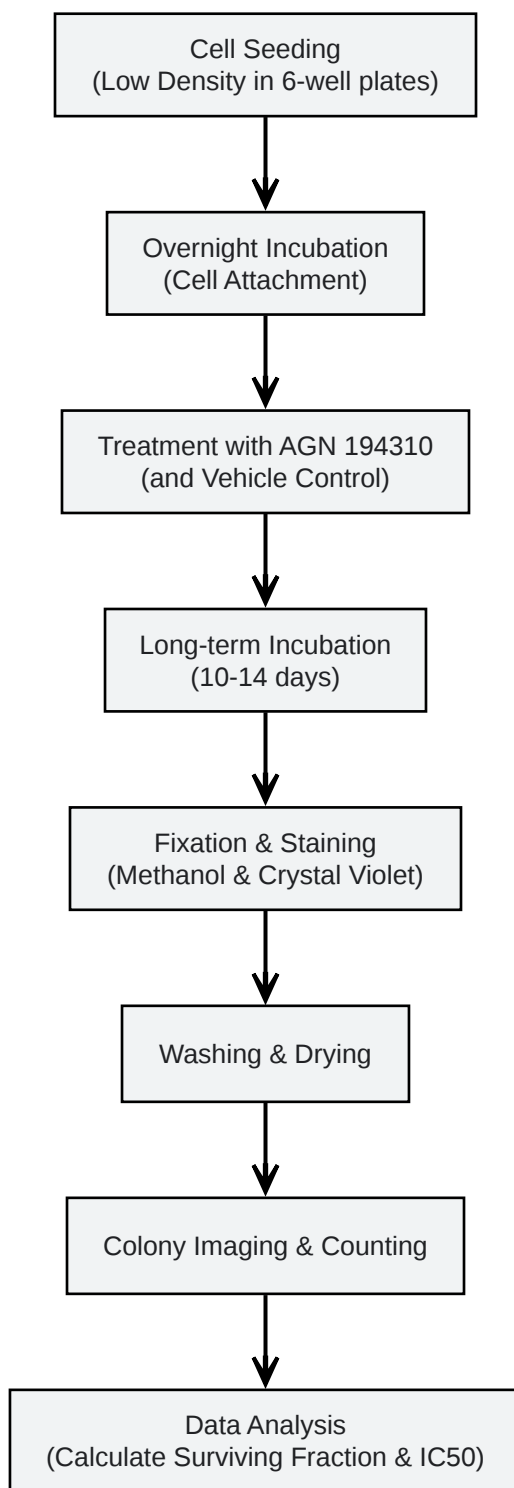 Cell Seeding
(Low Density in 6-well plates)
Overnight Incubation
(Cell Attachment)
Treatment with AGN 194310
(and Vehicle Control)
Long-term Incubation
(10-14 days)
Fixation & Staining
(Methanol & Crystal Violet)
Washing & Drying
Colony Imaging & Counting
Data Analysis
(Calculate Surviving Fraction & IC50)